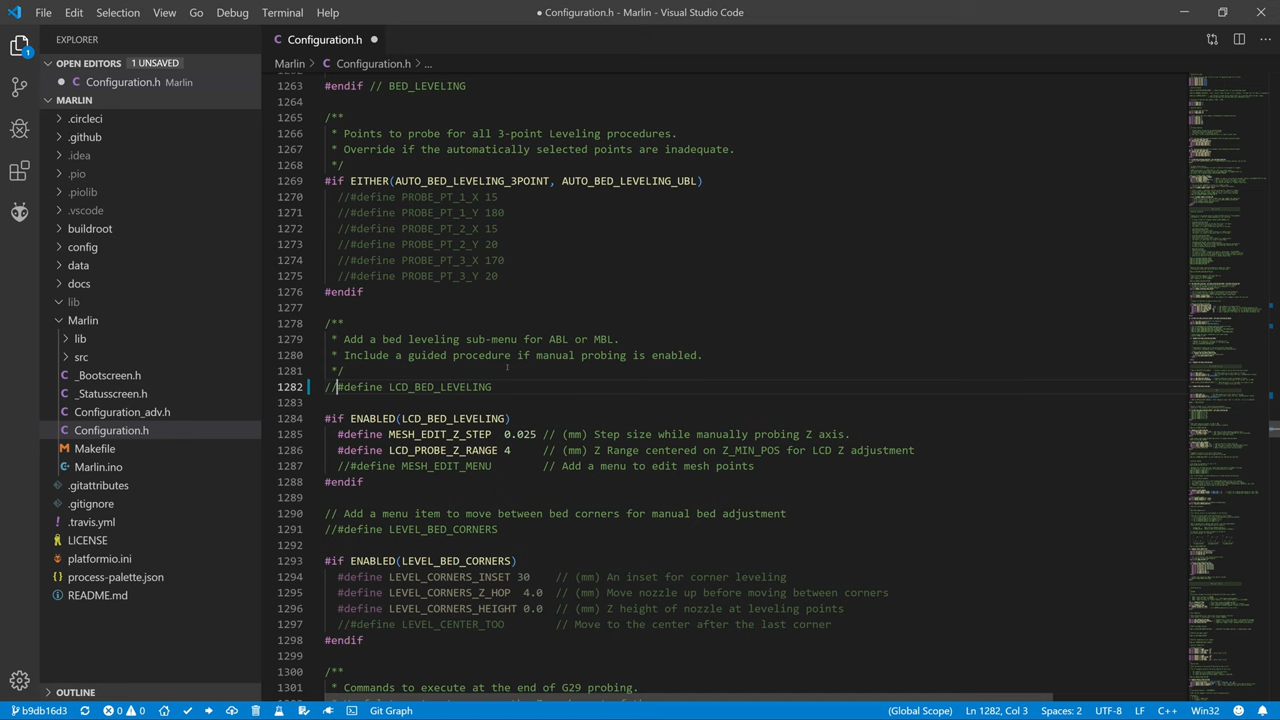 File Edit Selection View Go Debug Terminal Help
● Configuration.h - Marlin - Visual Studio Code
EXPLORER
OPEN EDITORS 1 UNSAVED
Configuration.h Marlin
MARLIN
.circleci
.github
.idea
.pio
.piolib
.vscode
buildroot
config
data
docs
lib
Marlin
lib
src
_Bootscreen.h
Configuration_adv.h
Configuration.h
Makefile
Marlin.ino
.gitattributes
.gitignore
.travis.yml
LICENSE
platformio.ini
process-palette.json
README.md
OUTLINE
Configuration.h
Marlin > Configuration.h > ...
1263 #endif // BED_LEVELING
1264
1265 /**
1266 * Points to probe for all 3-point Leveling procedures.
1267 * Override if the automatically selected points are inadequate.
1268 */
1269 #if EITHER(AUTO_BED_LEVELING_3POINT, AUTO_BED_LEVELING_UBL)
1270 //#define PROBE_PT_1_X 15
1271 //#define PROBE_PT_1_Y 180
1272 //#define PROBE_PT_2_X 15
1273 //#define PROBE_PT_2_Y 20
1274 //#define PROBE_PT_3_X 170
1275 //#define PROBE_PT_3_Y 20
1276 #endif
1277
1278 /**
1279 * Add a bed leveling sub-menu for ABL or MBL.
1280 * Include a guided procedure if manual probing is enabled.
1281 */
1282 //#define LCD_BED_LEVELING
1283
1284 #if ENABLED(LCD_BED_LEVELING)
1285 #define MESH_EDIT_Z_STEP 0.025 // (mm) Step size while manually probing Z axis.
1286 #define LCD_PROBE_Z_RANGE 4 // (mm) Z Range centered on Z_MIN_POS for LCD Z adjustment
1287 //#define MESH_EDIT_MENU // Add a menu to edit mesh points
1288 #endif
1289
1290 // Add a menu item to move between bed corners for manual bed adjustment
1291 //#define LEVEL_BED_CORNERS
1292
1293 #if ENABLED(LEVEL_BED_CORNERS)
1294 #define LEVEL_CORNERS_INSET 30 // (mm) An inset for corner leveling
1295 #define LEVEL_CORNERS_Z_HOP 4.0 // (mm) Move nozzle up before moving between corners
1296 #define LEVEL_CORNERS_HEIGHT 0.0 // (mm) Z height of nozzle at leveling points
1297 //#define LEVEL_CENTER_TOO // Move to the center after the last corner
1298 #endif
1299
1300 /**
1301 * Commands to execute at the end of G29 probing.
b9db16d3 0 0 Git Graph (Global Scope) Ln 1282, Col 3 Spaces: 2 UTF-8 LF C++ Win32